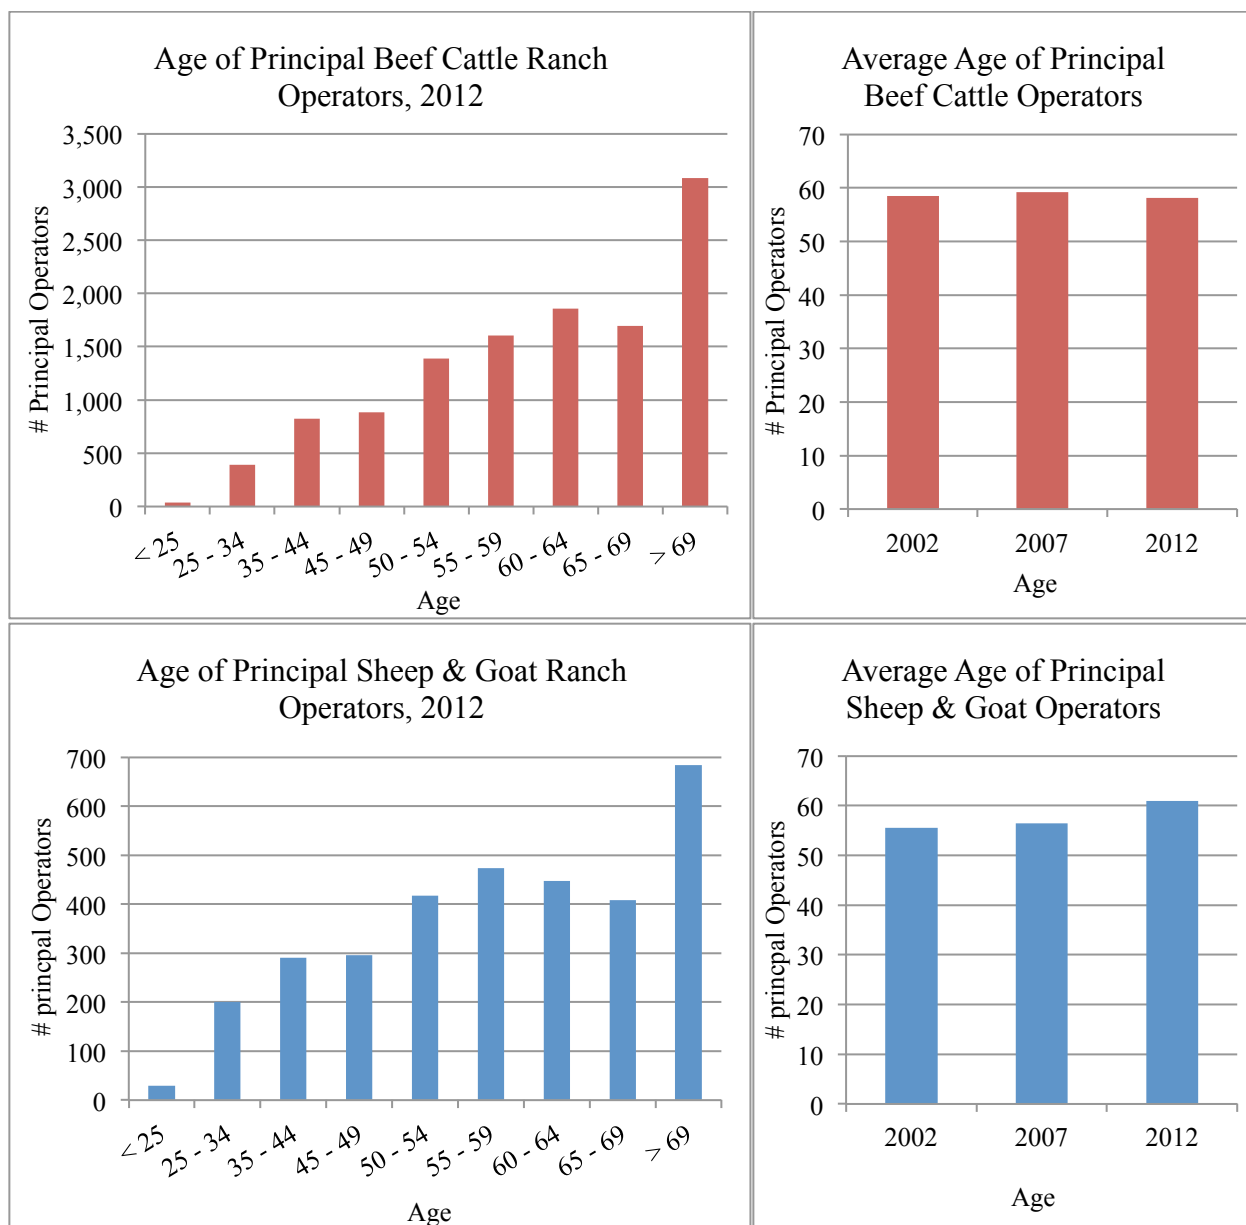 Age of Principal Beef Cattle Ranch
Operators, 2012
# Principal Operators
3,500
3,000
2,500
2,000
1,500
1,000
500
0
< 25
25 - 34
35 - 44
45 - 49
50 - 54
55 - 59
60 - 64
65 - 69
> 69
Age
Average Age of Principal
Beef Cattle Operators
# Principal Operators
70
60
50
40
30
20
10
0
2002
2007
2012
Age
Age of Principal Sheep & Goat Ranch
Operators, 2012
# princpal Operators
700
600
500
400
300
200
100
0
< 25
25 - 34
35 - 44
45 - 49
50 - 54
55 - 59
60 - 64
65 - 69
> 69
Age
Average Age of Principal
Sheep & Goat Operators
# princpal Operators
70
60
50
40
30
20
10
0
2002
2007
2012
Age